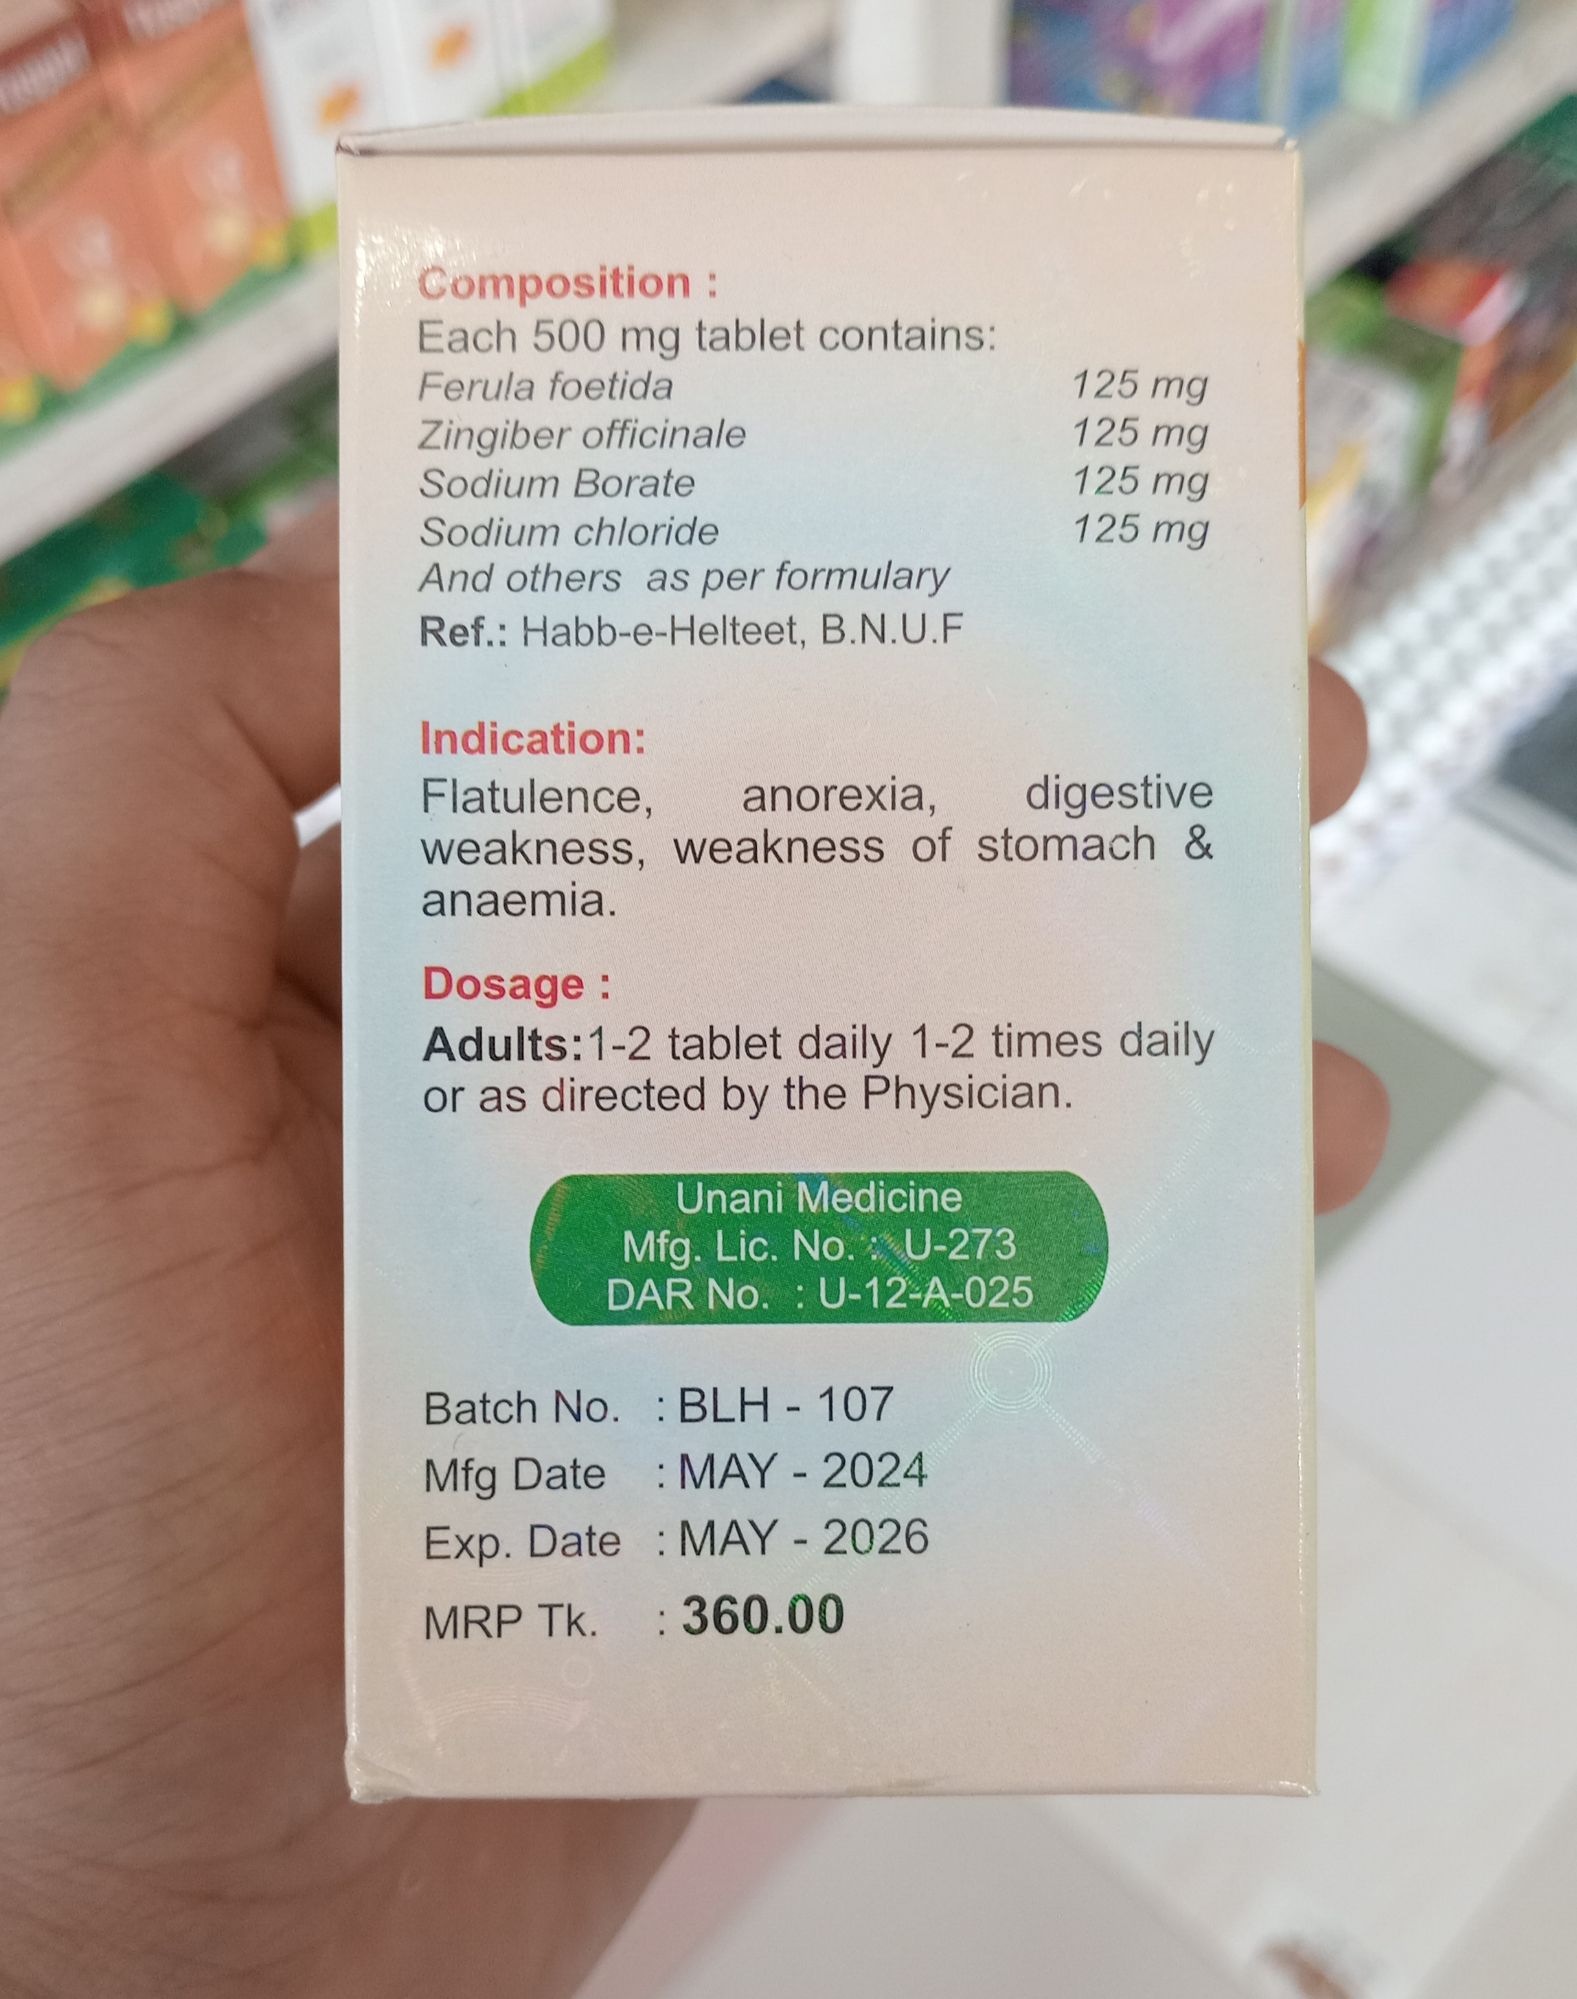 Composition :
Each 500 mg tablet contains:
Ferula foetida 125 mg
Zingiber officinale 125 mg
Sodium Borate 125 mg
Sodium chloride 125 mg
And others as per formulary
Ref.: Habb-e-Helteet, B.N.U.F
Indication:
Flatulence, anorexia, digestive
weakness, weakness of stomach &
anaemia.
Dosage :
Adults:1-2 tablet daily 1-2 times daily
or as directed by the Physician.
Unani Medicine
Mfg. Lic. No. : U-273
DAR No. : U-12-A-025
Batch No. : BLH - 107
Mfg Date : MAY - 2024
Exp. Date : MAY - 2026
MRP Tk. : 360.00